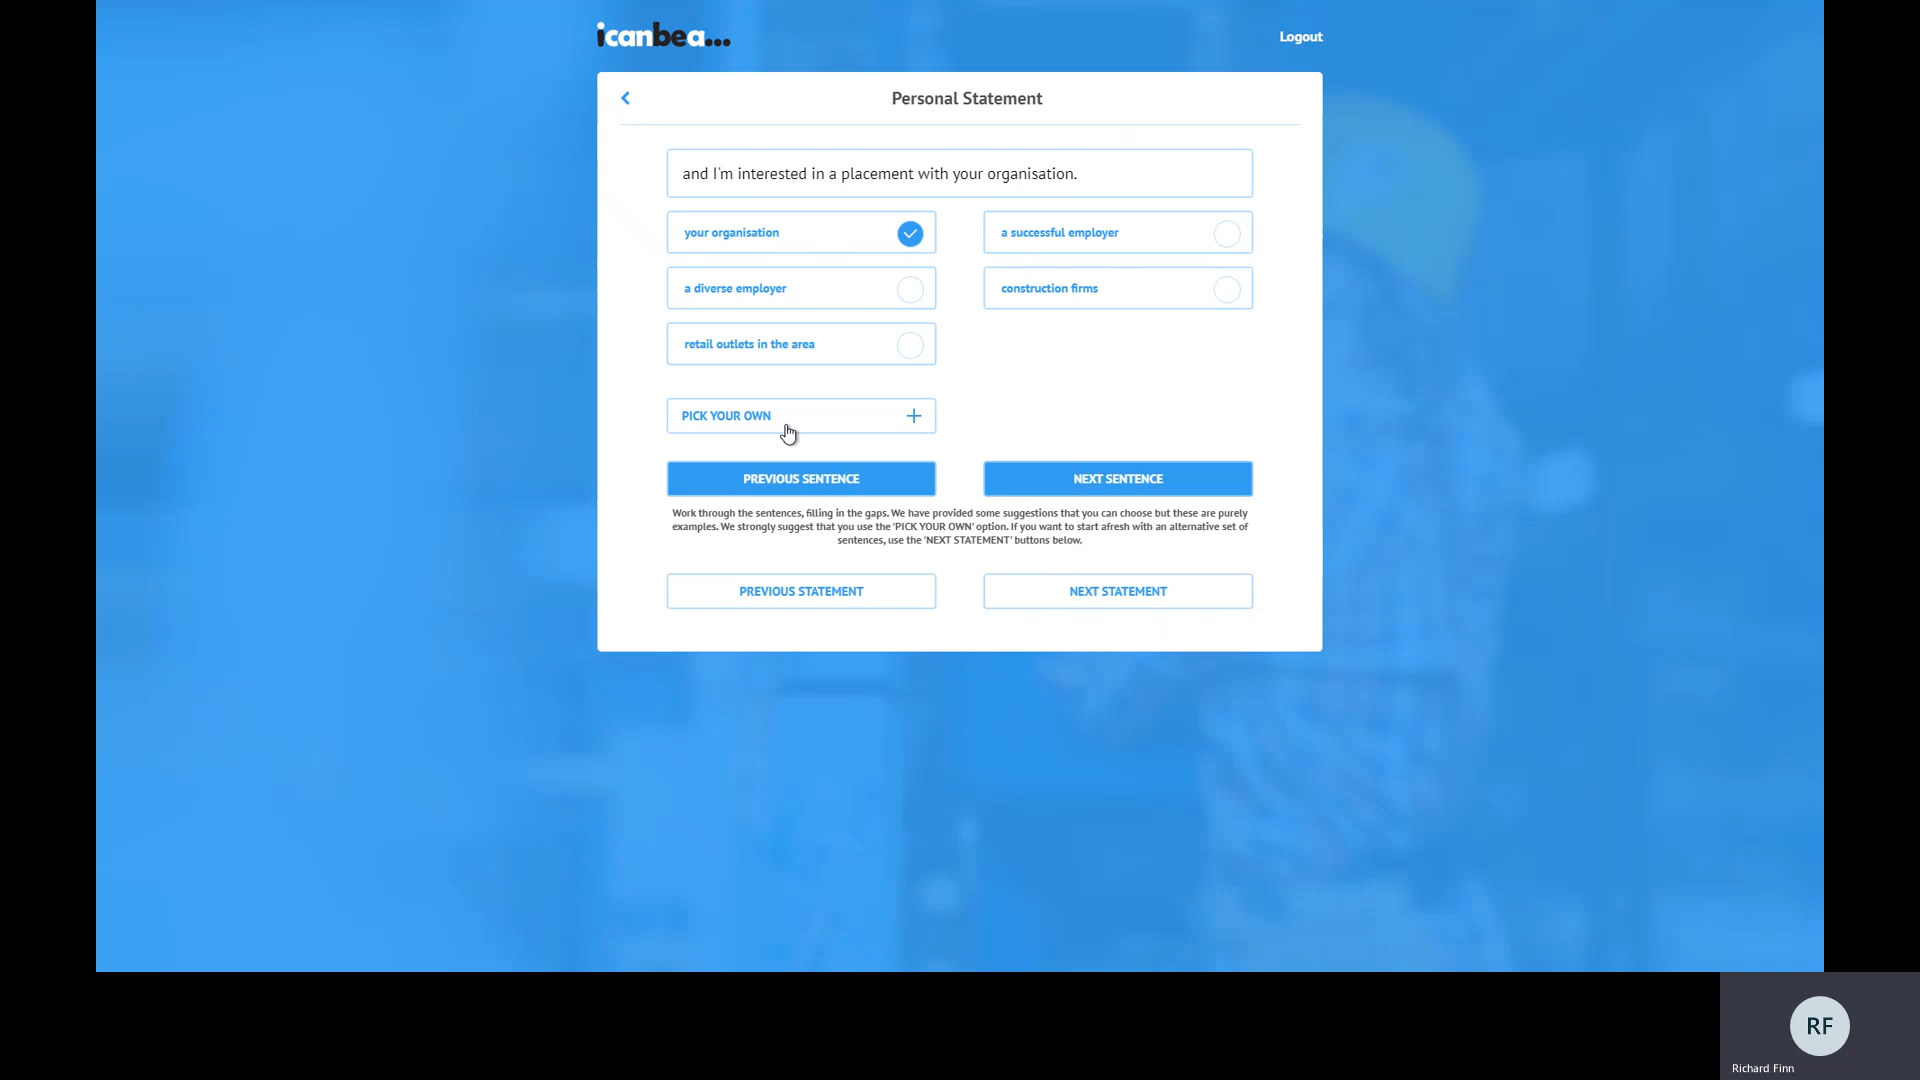 icanbea...
Logout
Personal Statement
and I'm interested in a placement with your organisation.
your organisation
a successful employer
a diverse employer
construction firms
retail outlets in the area
PICK YOUR OWN
PREVIOUS SENTENCE
NEXT SENTENCE
Work through the sentences, filling in the gaps. We have provided some suggestions that you can choose but these are purely
examples. We strongly suggest that you use the 'PICK YOUR OWN' option. If you want to start afresh with an alternative set of
sentences, use the 'NEXT STATEMENT' buttons below.
PREVIOUS STATEMENT
NEXT STATEMENT
RF
Richard Finn